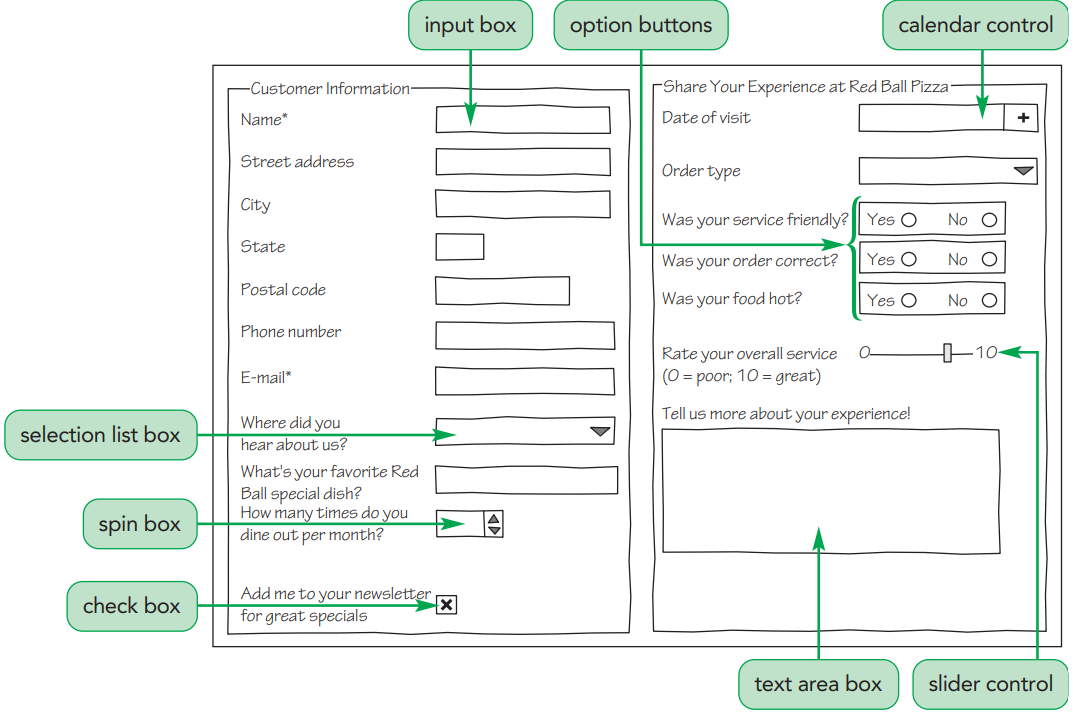 input box
option buttons
calendar control
Customer Information
Name*
Street address
City
State
Postal code
Phone number
E-mail*
Where did you
hear about us?
What's your favorite Red
Ball special dish?
How many times do you
dine out per month?
Add me to your newsletter
for great specials
selection list box
spin box
check box
Share Your Experience at Red Ball Pizza
Date of visit
+
Order type
Was your service friendly?
Yes No
Was your order correct?
Yes No
Was your food hot?
Yes No
Rate your overall service
(0 = poor; 10 = great)
0 10
Tell us more about your experience!
text area box
slider control